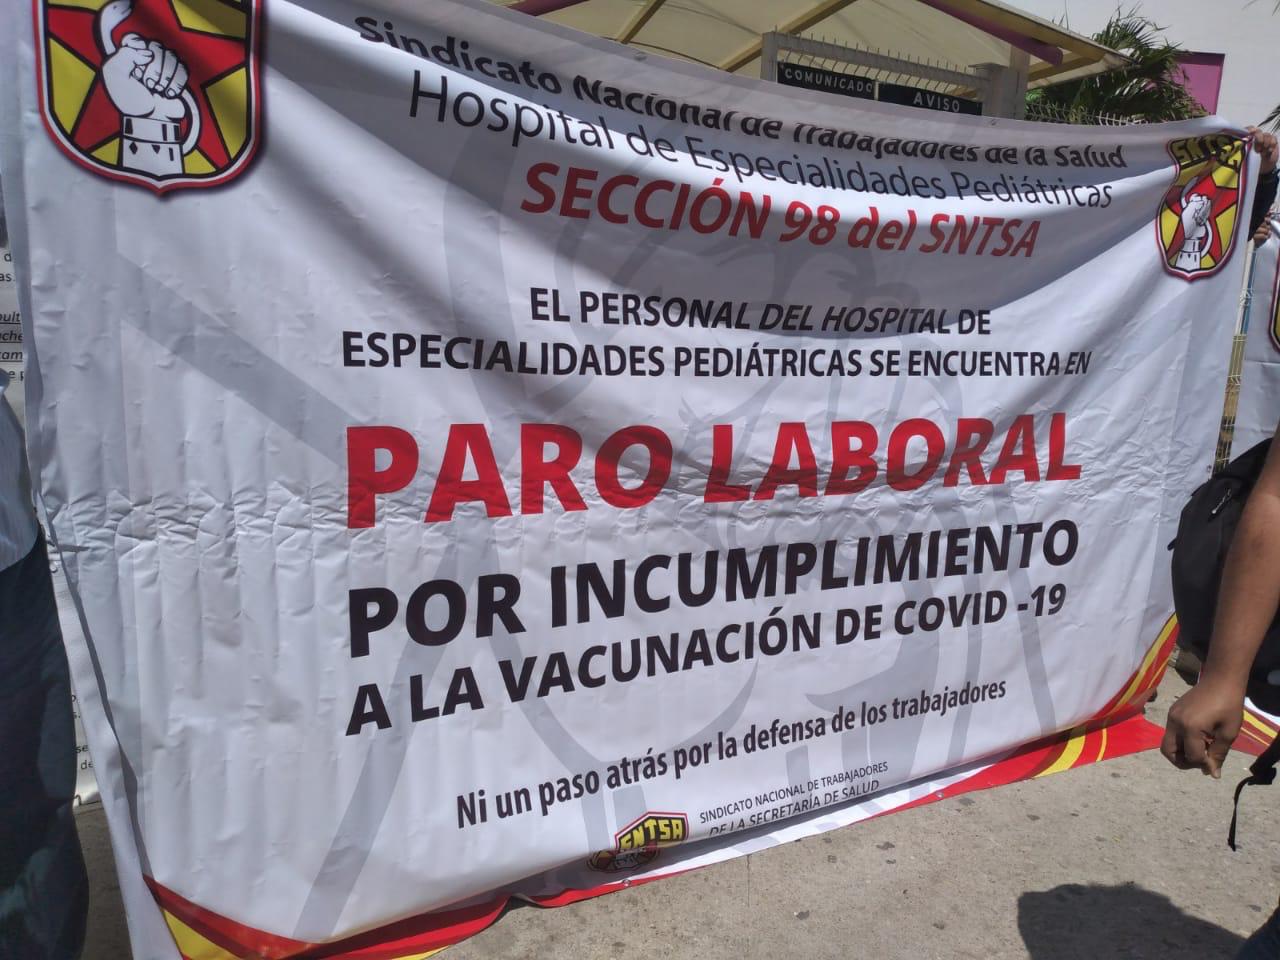 COMUNICADO
AVISO
Sindicato Nacional de Trabajadores de la Salud
Hospital de Especialidades Pediátricas
SECCIÓN 98 del SNTSA
SNTSA
EL PERSONAL DEL HOSPITAL DE
ESPECIALIDADES PEDIÁTRICAS SE ENCUENTRA EN
PARO LABORAL
POR INCUMPLIMIENTO
A LA VACUNACIÓN DE COVID -19
Ni un paso atrás por la defensa de los trabajadores
SNTSA
SINDICATO NACIONAL DE TRABAJADORES
DE LA SECRETARÍA DE SALUD